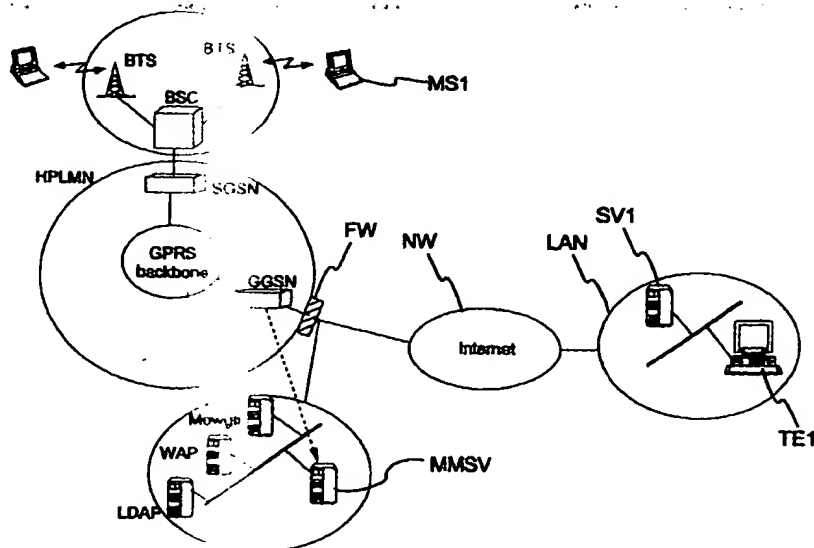 BTS
BTS
MS1
BSC
HPLMN
SGSN
SV1
FW
NW
LAN
GPRS
backbone
GGSN
Internet
TE1
WAP
MMSV
LDAP